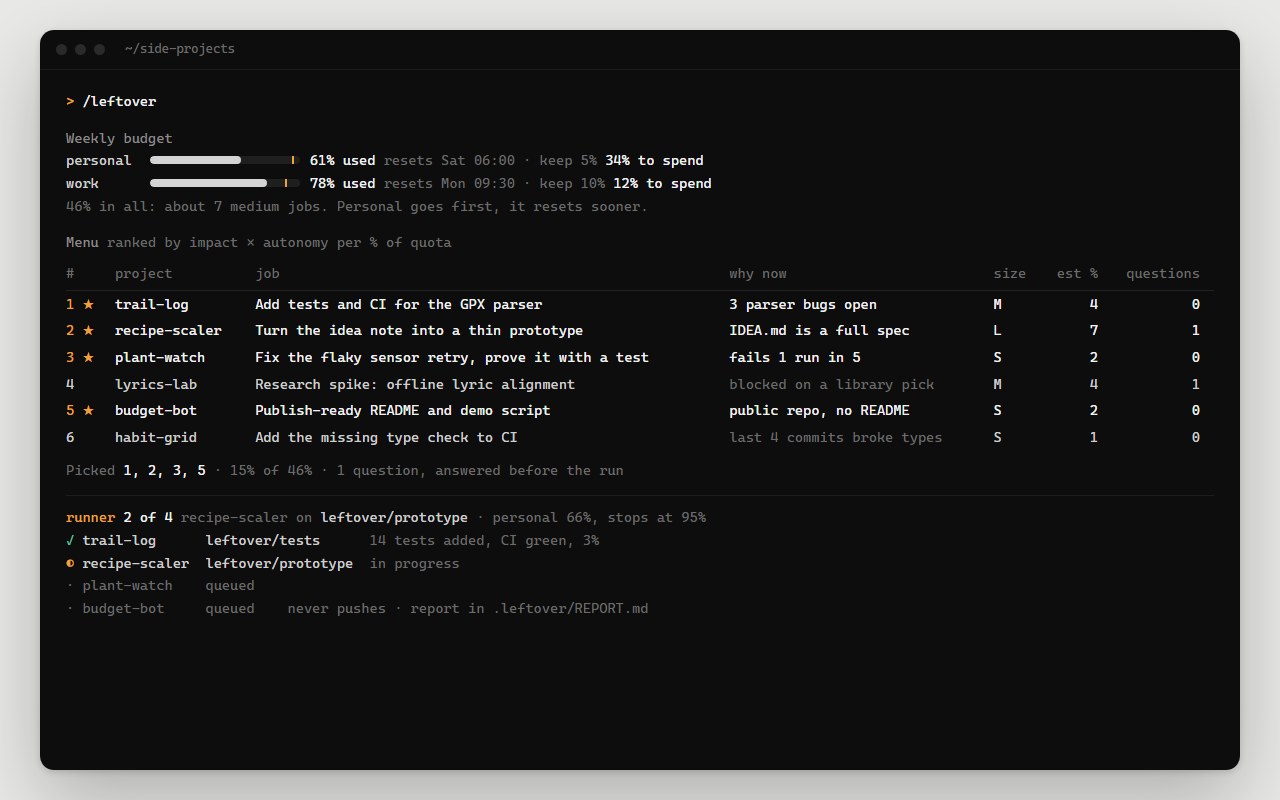 ~/side-projects
> /leftover
Weekly budget
personal 61% used resets Sat 06:00 · keep 5% 34% to spend
work 78% used resets Mon 09:30 · keep 10% 12% to spend
46% in all: about 7 medium jobs. Personal goes first, it resets sooner.
Menu ranked by impact × autonomy per % of quota
# project job why now size est % questions
1 ★ trail-log Add tests and CI for the GPX parser 3 parser bugs open M 4 0
2 ★ recipe-scaler Turn the idea note into a thin prototype IDEA.md is a full spec L 7 1
3 ★ plant-watch Fix the flaky sensor retry, prove it with a test fails 1 run in 5 S 2 0
4 lyrics-lab Research spike: offline lyric alignment blocked on a library pick M 4 1
5 ★ budget-bot Publish-ready README and demo script public repo, no README S 2 0
6 habit-grid Add the missing type check to CI last 4 commits broke types S 1 0
Picked 1, 2, 3, 5 · 15% of 46% · 1 question, answered before the run
runner 2 of 4 recipe-scaler on leftover/prototype · personal 66%, stops at 95%
✓ trail-log leftover/tests 14 tests added, CI green, 3%
◐ recipe-scaler leftover/prototype in progress
· plant-watch queued
· budget-bot queued never pushes · report in .leftover/REPORT.md